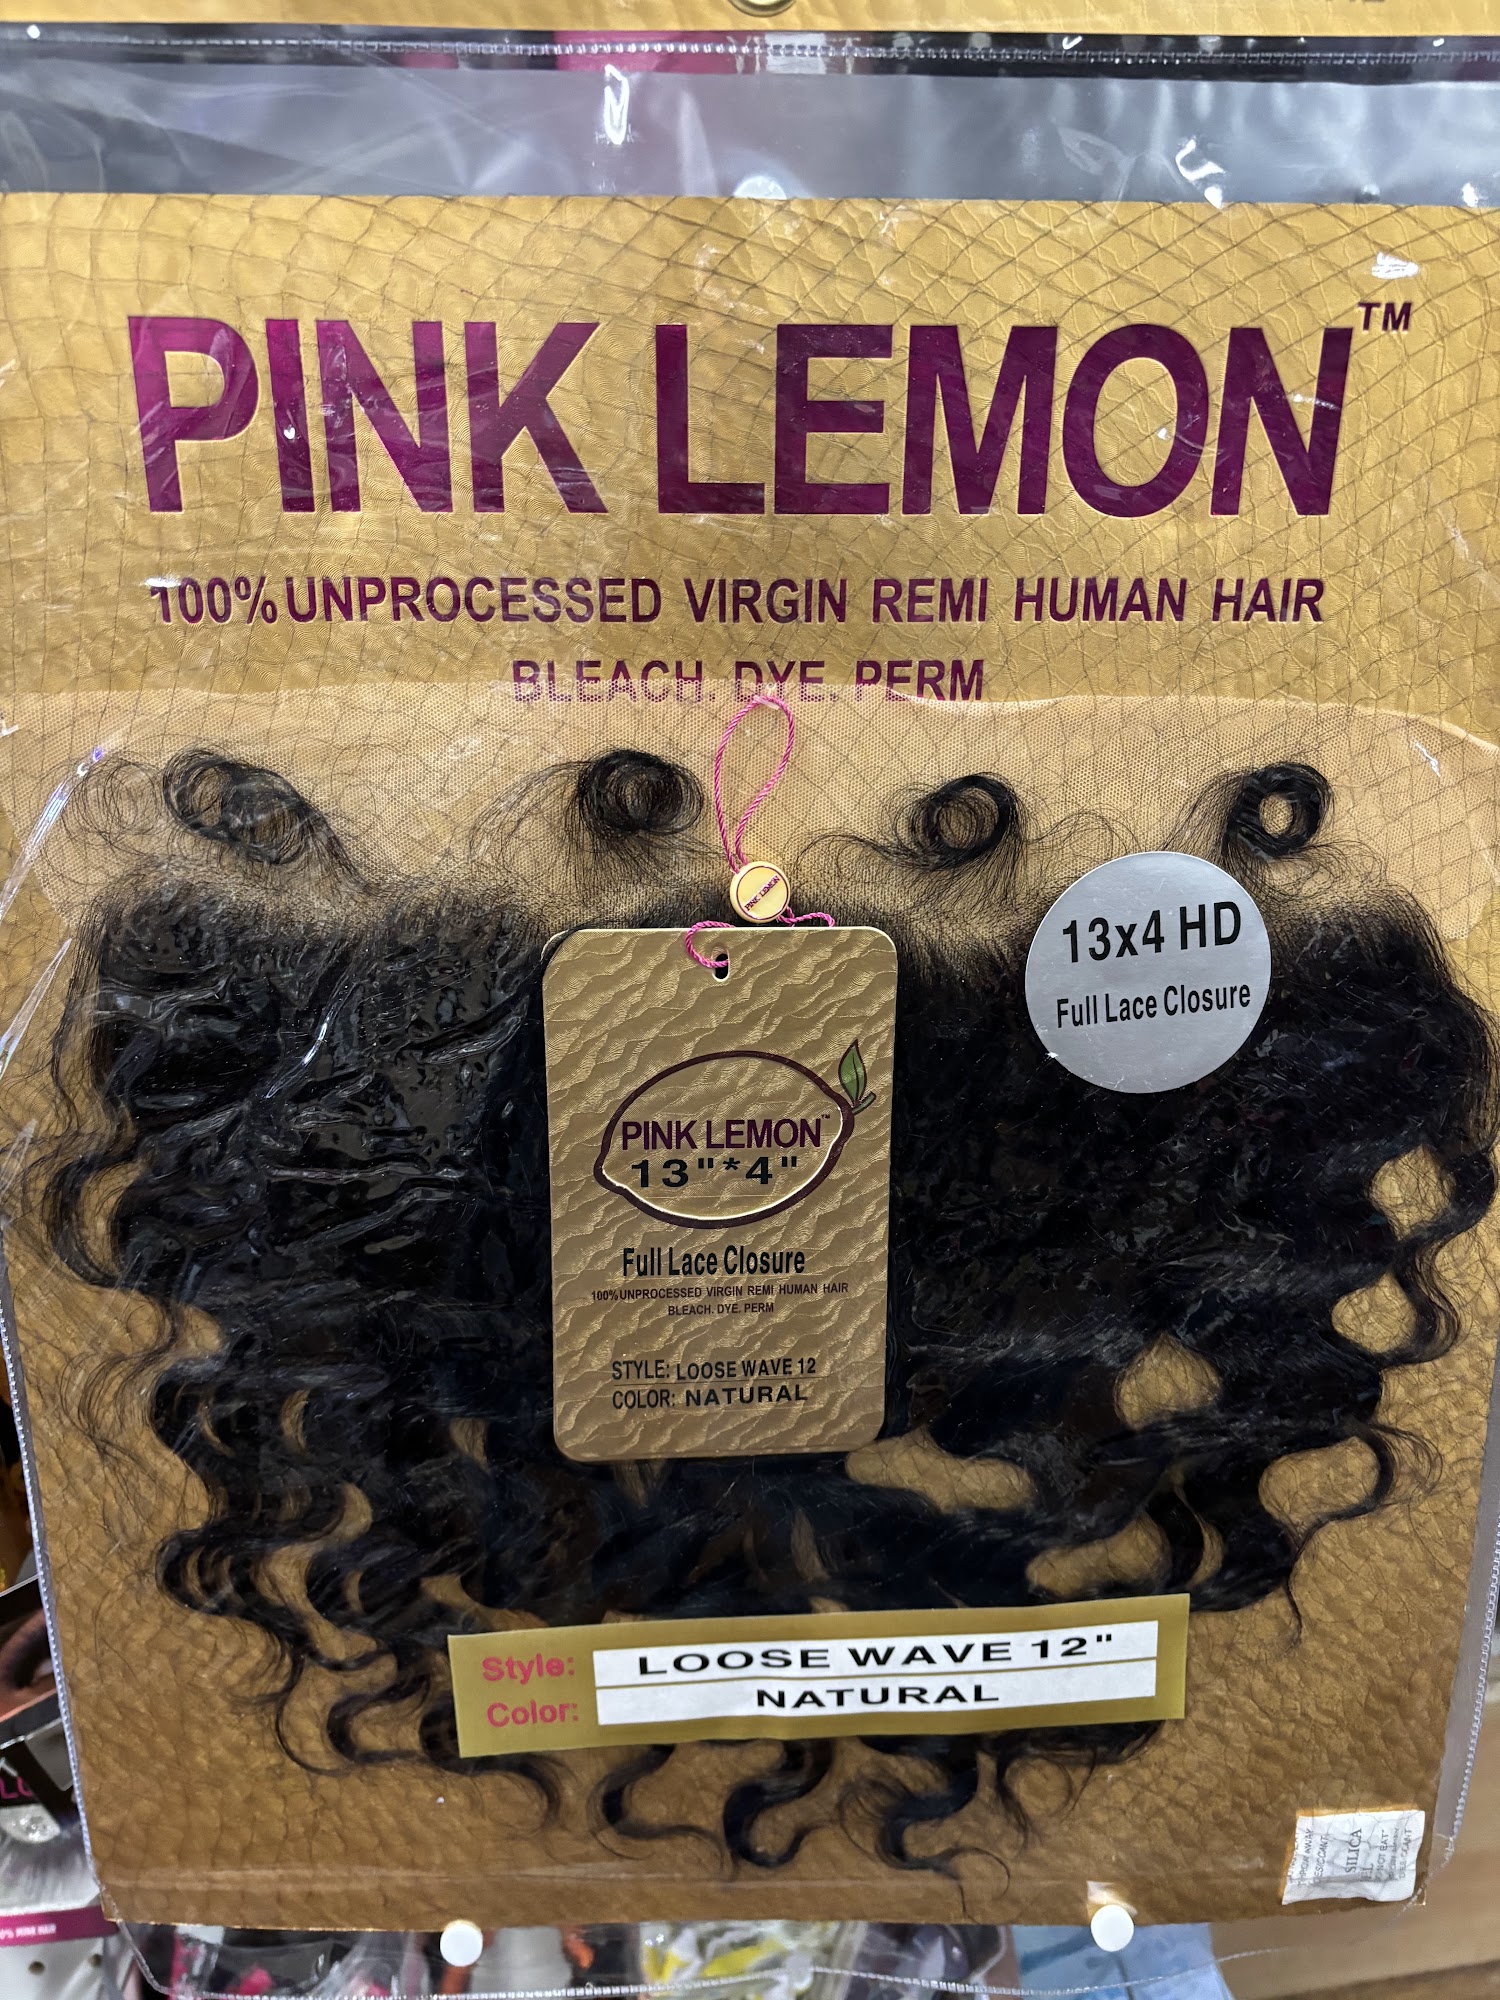 PINK LEMON™
100% UNPROCESSED VIRGIN REMI HUMAN HAIR
BLEACH. DYE. PERM
PINK LEMON
13x4 HD
Full Lace Closure
PINK LEMON™
13"*4"
Full Lace Closure
100%UNPROCESSED VIRGIN REMI HUMAN HAIR
BLEACH. DYE. PERM
STYLE: LOOSE WAVE 12
COLOR: NATURAL
Style: LOOSE WAVE 12"
Color: NATURAL
SILICA